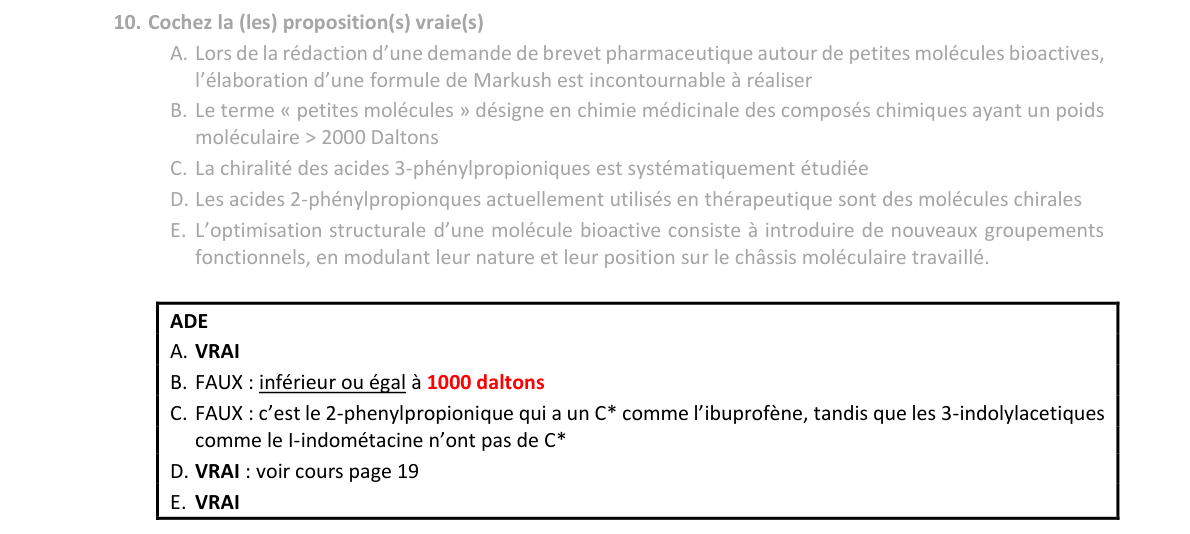 10. Cochez la (les) proposition(s) vraie(s)
A. Lors de la rédaction d’une demande de brevet pharmaceutique autour de petites molécules bioactives,
l’élaboration d’une formule de Markush est incontournable à réaliser
B. Le terme « petites molécules » désigne en chimie médicinale des composés chimiques ayant un poids
moléculaire > 2000 Daltons
C. La chiralité des acides 3-phénylpropioniques est systématiquement étudiée
D. Les acides 2-phénylpropionques actuellement utilisés en thérapeutique sont des molécules chirales
E. L’optimisation structurale d’une molécule bioactive consiste à introduire de nouveaux groupements
fonctionnels, en modulant leur nature et leur position sur le châssis moléculaire travaillé.
ADE
A. VRAI
B. FAUX : inférieur ou égal à 1000 daltons
C. FAUX : c’est le 2-phenylpropionique qui a un C* comme l’ibuprofène, tandis que les 3-indolylacetiques
comme le I-indométacine n’ont pas de C*
D. VRAI : voir cours page 19
E. VRAI